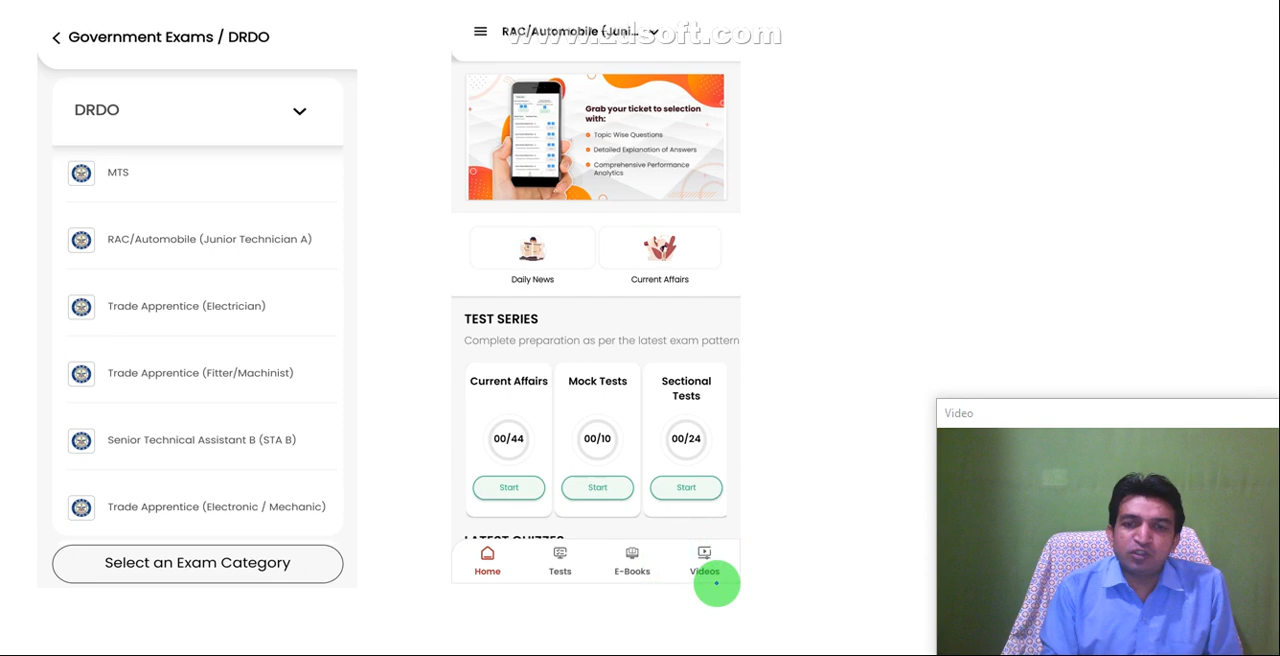 Government Exams / DRDO
DRDO
MTS
RAC/Automobile (Junior Technician A)
Trade Apprentice (Electrician)
Trade Apprentice (Fitter/Machinist)
Senior Technical Assistant B (STA B)
Trade Apprentice (Electronic / Mechanic)
Select an Exam Category
RAC/Automobile (Juni...
www.zdsoft.com
Grab your ticket to selection
with:
Topic Wise Questions
Detailed Explanation of Answers
Comprehensive Performance
Analytics
Daily News
Current Affairs
TEST SERIES
Complete preparation as per the latest exam pattern
Current Affairs
Mock Tests
Sectional
Tests
00/44
00/10
00/24
Start
Start
Start
LATEST QUIZZES
Home
Tests
E-Books
Videos
Video